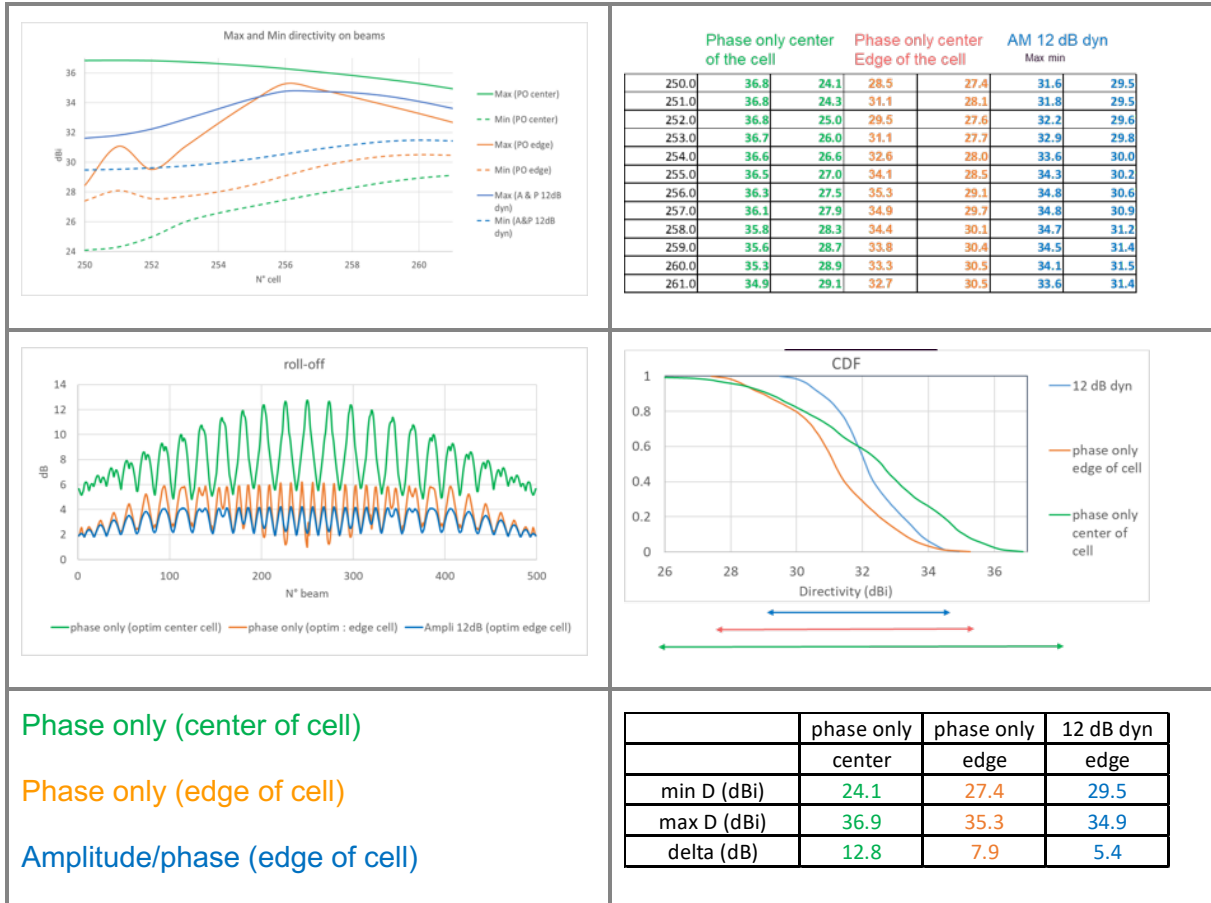 Max and Min directivity on beams
36
34
32
30
28
26
24
dBi
250
252
254
256
258
260
N° cell
Max (PO center)
Min (PO center)
Max (PO edge)
Min (PO edge)
Max (A & P 12dB
dyn)
Min (A&P 12dB
dyn)
Phase only center
of the cell
Phase only center
Edge of the cell
AM 12 dB dyn
Max min
250.0 36.8 24.1 28.5 27.4 31.6 29.5
251.0 36.8 24.3 31.1 28.1 31.8 29.5
252.0 36.8 25.0 29.5 27.6 32.2 29.6
253.0 36.7 26.0 31.1 27.7 32.9 29.8
254.0 36.6 26.6 32.6 28.0 33.6 30.0
255.0 36.5 27.0 34.1 28.5 34.3 30.2
256.0 36.3 27.5 35.3 29.1 34.8 30.6
257.0 36.1 27.9 34.9 29.7 34.8 30.9
258.0 35.8 28.3 34.4 30.1 34.7 31.2
259.0 35.6 28.7 33.8 30.4 34.5 31.4
260.0 35.3 28.9 33.3 30.5 34.1 31.5
261.0 34.9 29.1 32.7 30.5 33.6 31.4
roll-off
14
12
10
8
6
4
2
0
dB
0
100
200
300
400
500
N° beam
phase only (optim center cell)
phase only (optim : edge cell)
Ampli 12dB (optim edge cell)
CDF
1
0.8
0.6
0.4
0.2
0
26
28
30
32
34
36
Directivity (dBi)
12 dB dyn
phase only
edge of cell
phase only
center of
cell
Phase only (center of cell)
Phase only (edge of cell)
Amplitude/phase (edge of cell)
phase only phase only 12 dB dyn
center edge edge
min D (dBi) 24.1 27.4 29.5
max D (dBi) 36.9 35.3 34.9
delta (dB) 12.8 7.9 5.4